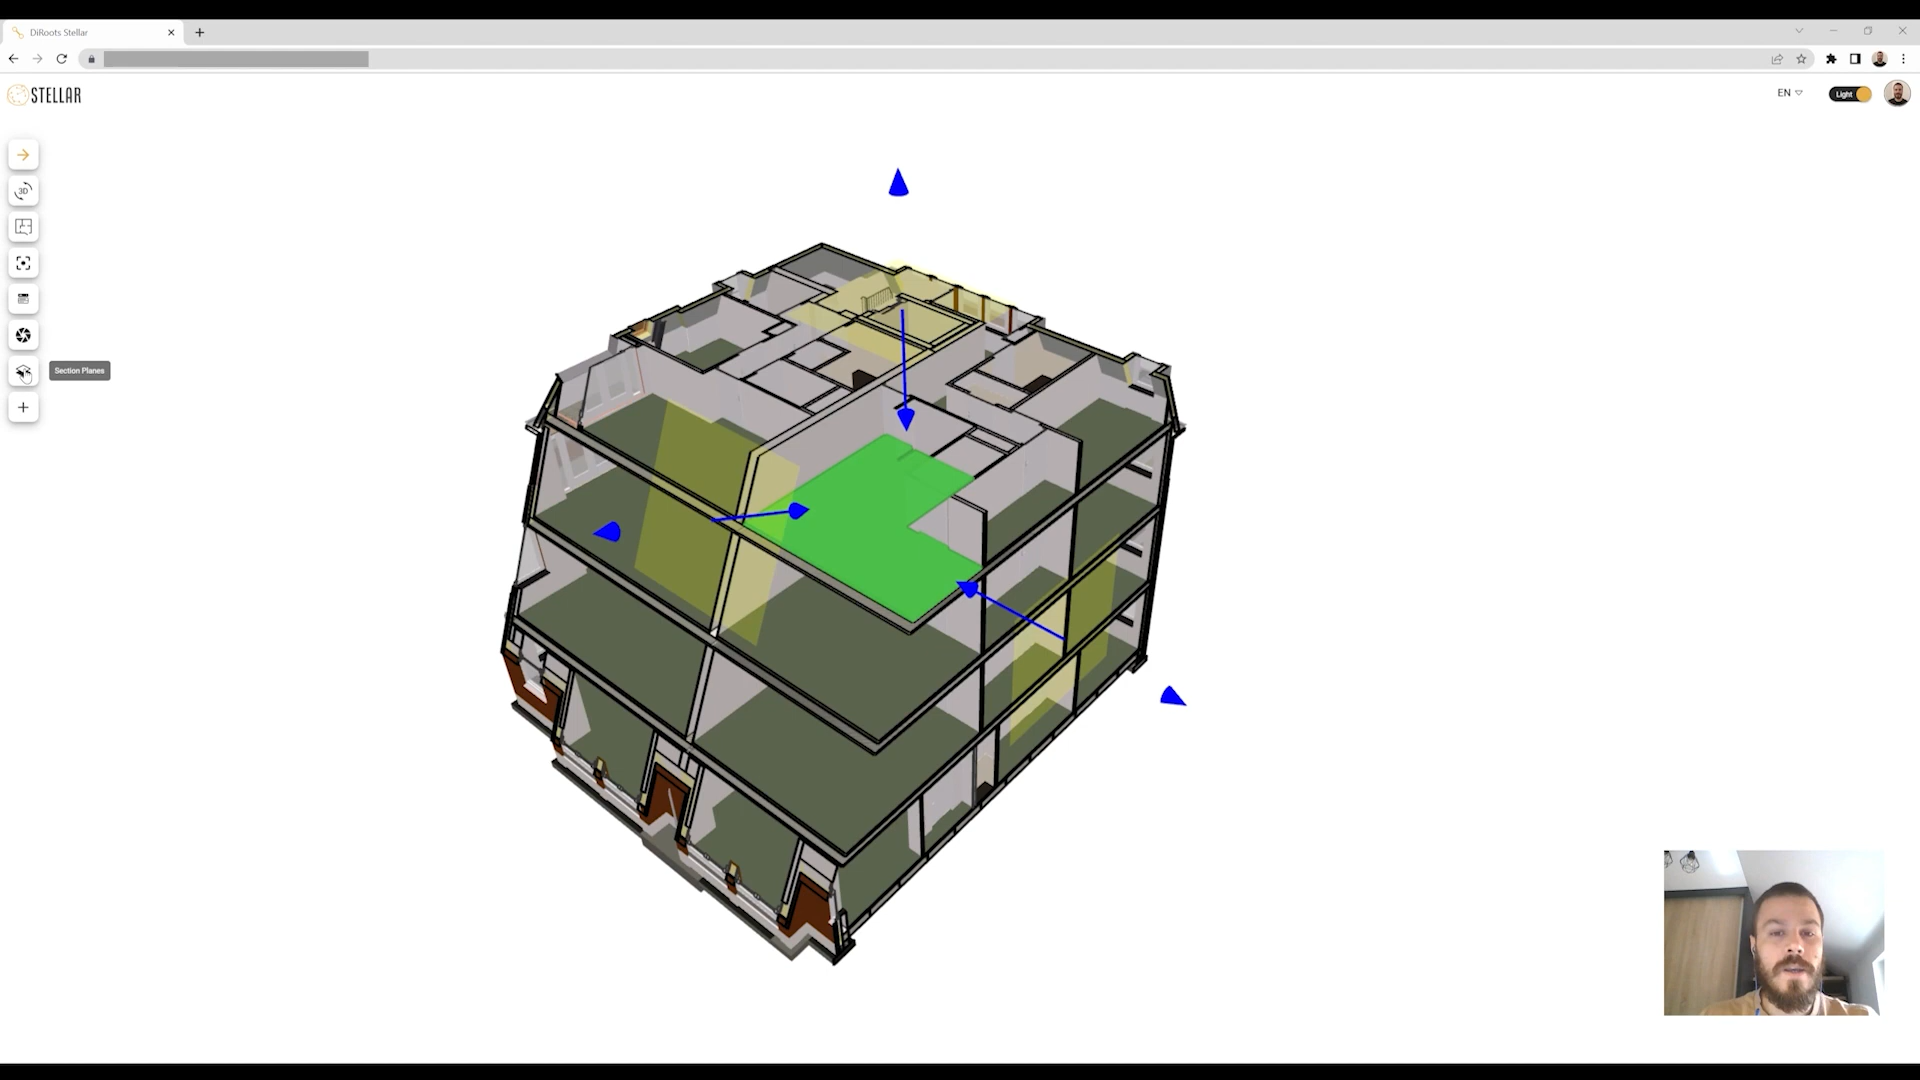 DiRoots Stellar
STELLAR
EN
Light
3D
Section Planes